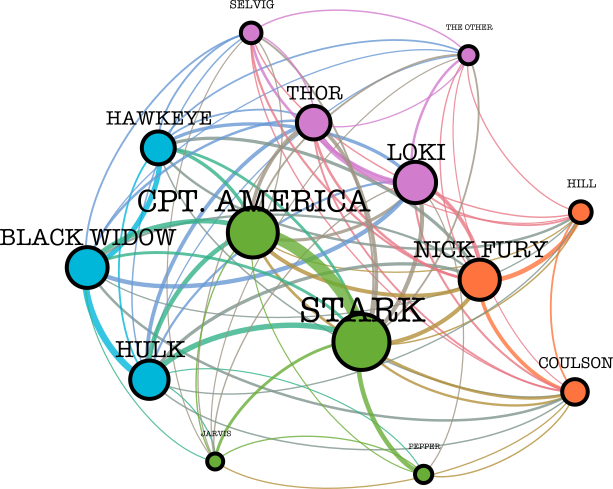 SELVIG
THE OTHER
THOR
HAWKEYE
LOKI
HILL
CPT. AMERICA
BLACK WIDOW
NICK FURY
STARK
HULK
COULSON
JARVIS
PEPPER